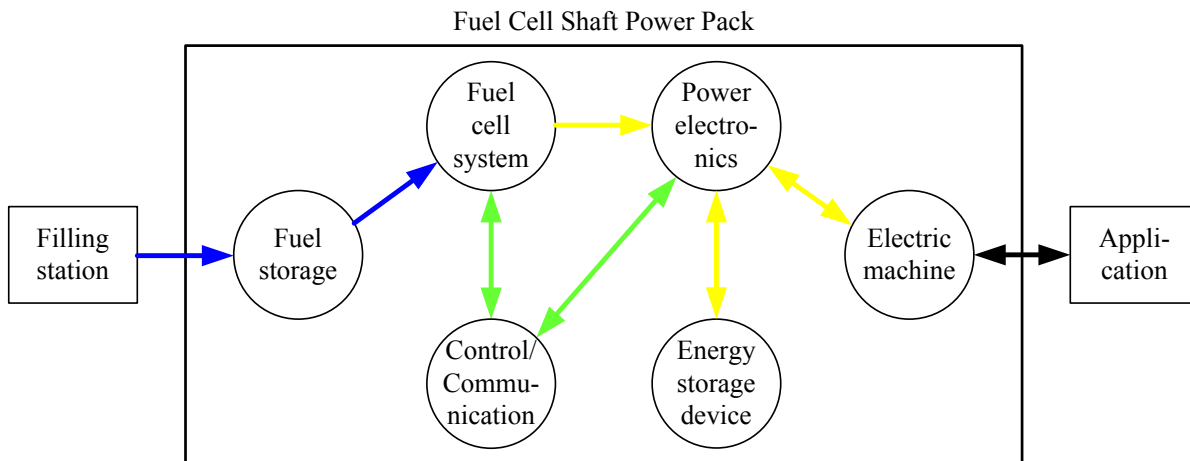 Fuel Cell Shaft Power Pack
Fuel
cell
system
Power
electro-
nics
Filling
station
Fuel
storage
Electric
machine
Appli-
cation
Control/
Commu-
nication
Energy
storage
device